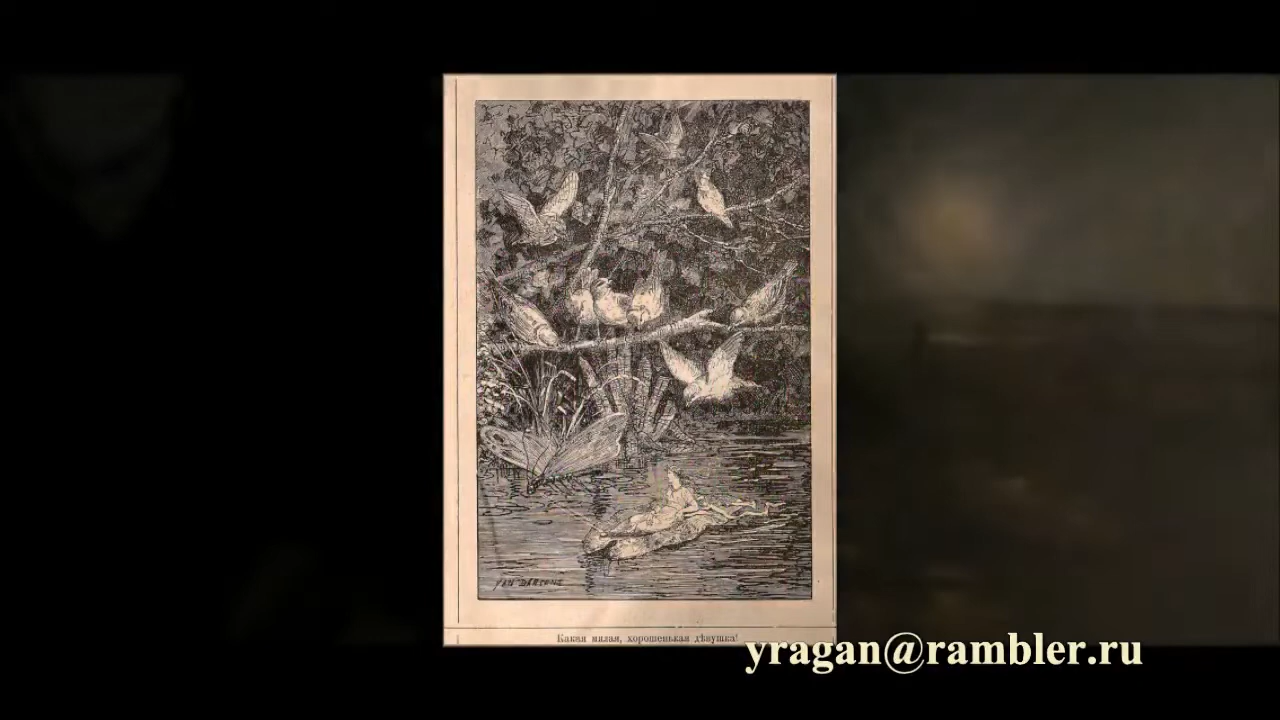 Какая милая, хорошенькая дѣвушка!
yragan@rambler.ru